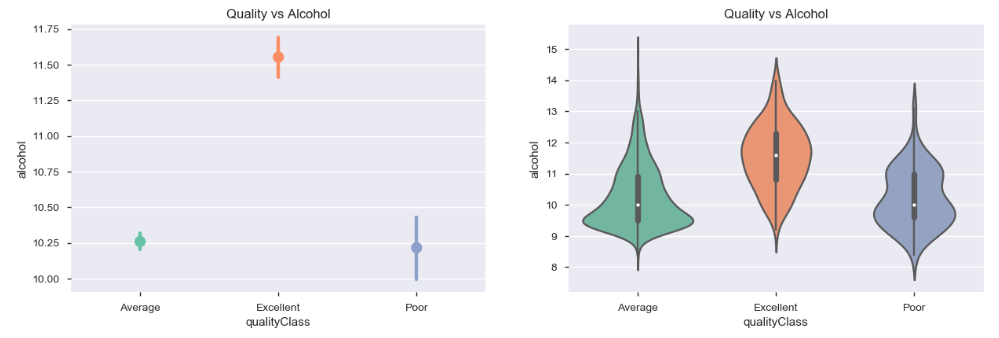 Quality vs Alcohol
11.75
11.50
11.25
11.00
10.75
10.50
10.25
10.00
alcohol
Average Excellent Poor
qualityClass
Quality vs Alcohol
15
14
13
12
11
10
9
8
alcohol
Average Excellent Poor
qualityClass